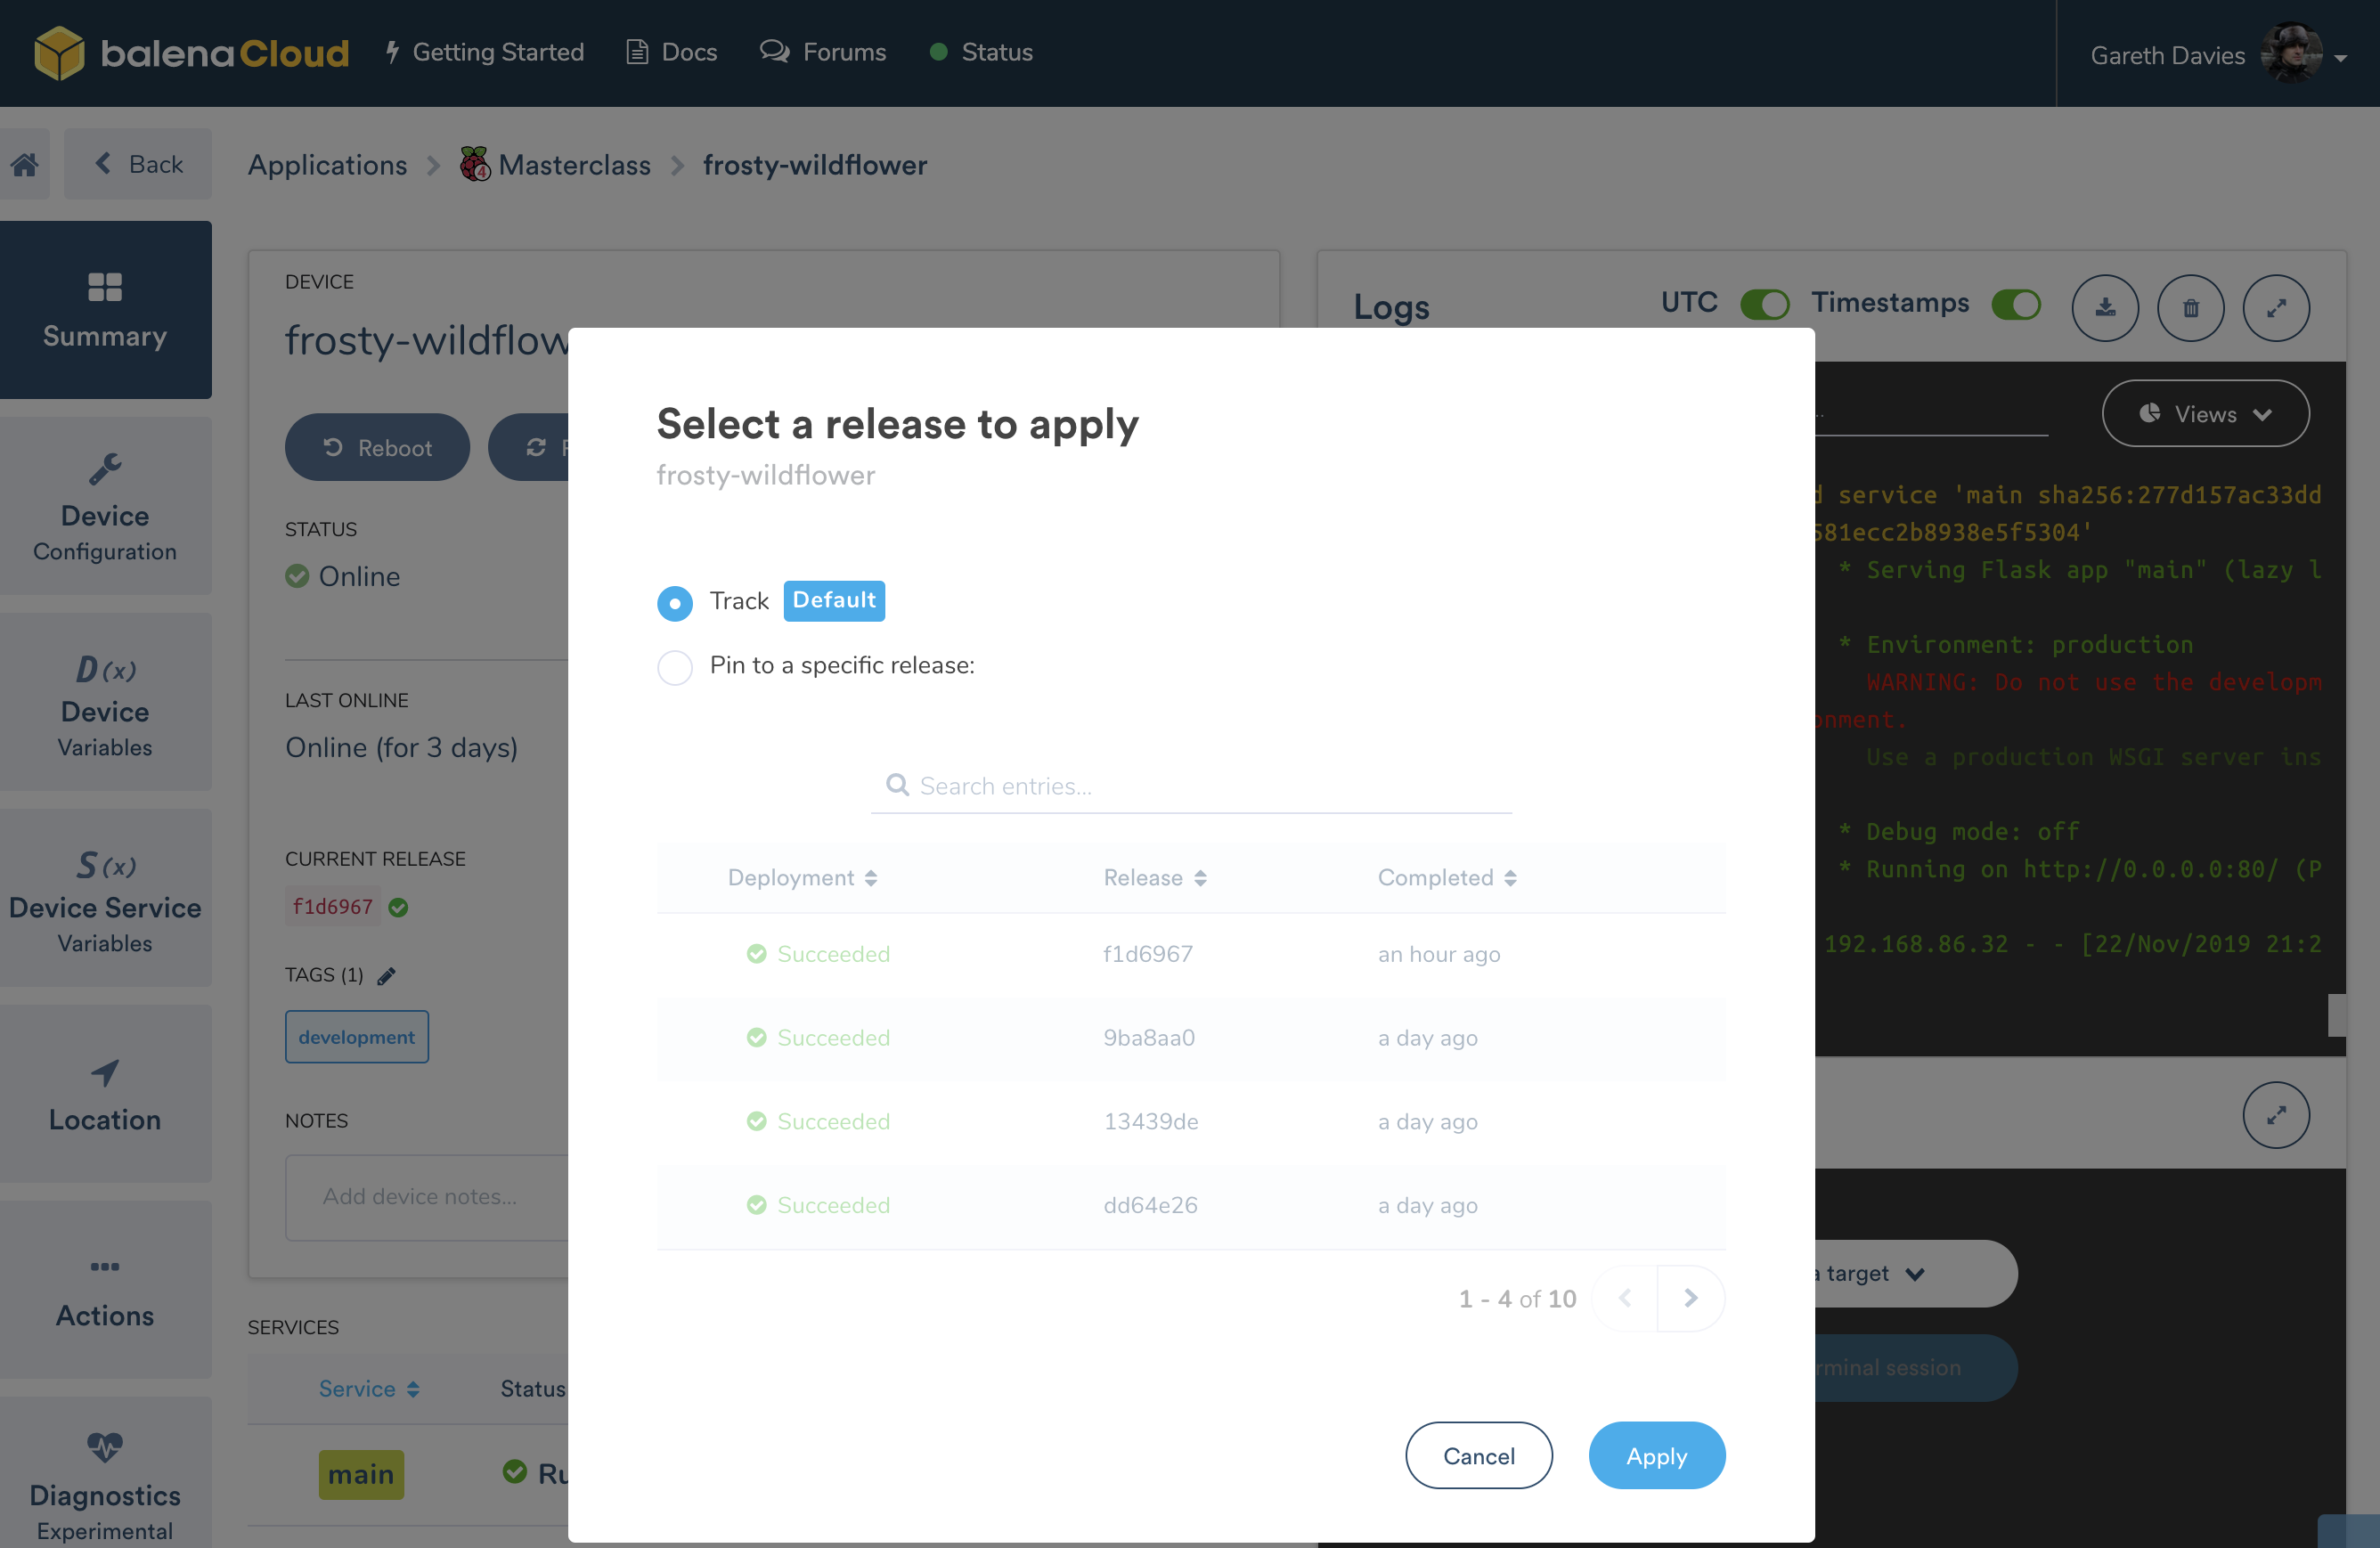 balenaCloud
Getting Started
Docs
Forums
Status
Gareth Davies
Back
Applications
Masterclass
frosty-wildflower
Summary
Device
Configuration
D(x)
Device
Variables
S(x)
Device Service
Variables
Location
Actions
Diagnostics
Experimental
DEVICE
frosty-wildflow
Reboot
STATUS
Online
LAST ONLINE
Online (for 3 days)
CURRENT RELEASE
f1d6967
TAGS (1)
development
NOTES
Add device notes...
SERVICES
Service Status
main Ru
Select a release to apply
frosty-wildflower
Track Default
Pin to a specific release:
Search entries...
Deployment Release Completed
Succeeded f1d6967 an hour ago
Succeeded 9ba8aa0 a day ago
Succeeded 13439de a day ago
Succeeded dd64e26 a day ago
1 - 4 of 10
Cancel
Apply
Logs
UTC
Timestamps
Views
d service 'main sha256:277d157ac33dd
581ecc2b8938e5f5304'
* Serving Flask app "main" (lazy l
* Environment: production
WARNING: Do not use the developm
onment.
Use a production WSGI server ins
* Debug mode: off
* Running on http://0.0.0.0:80/ (P
192.168.86.32 - - [22/Nov/2019 21:2
a target
rminal session